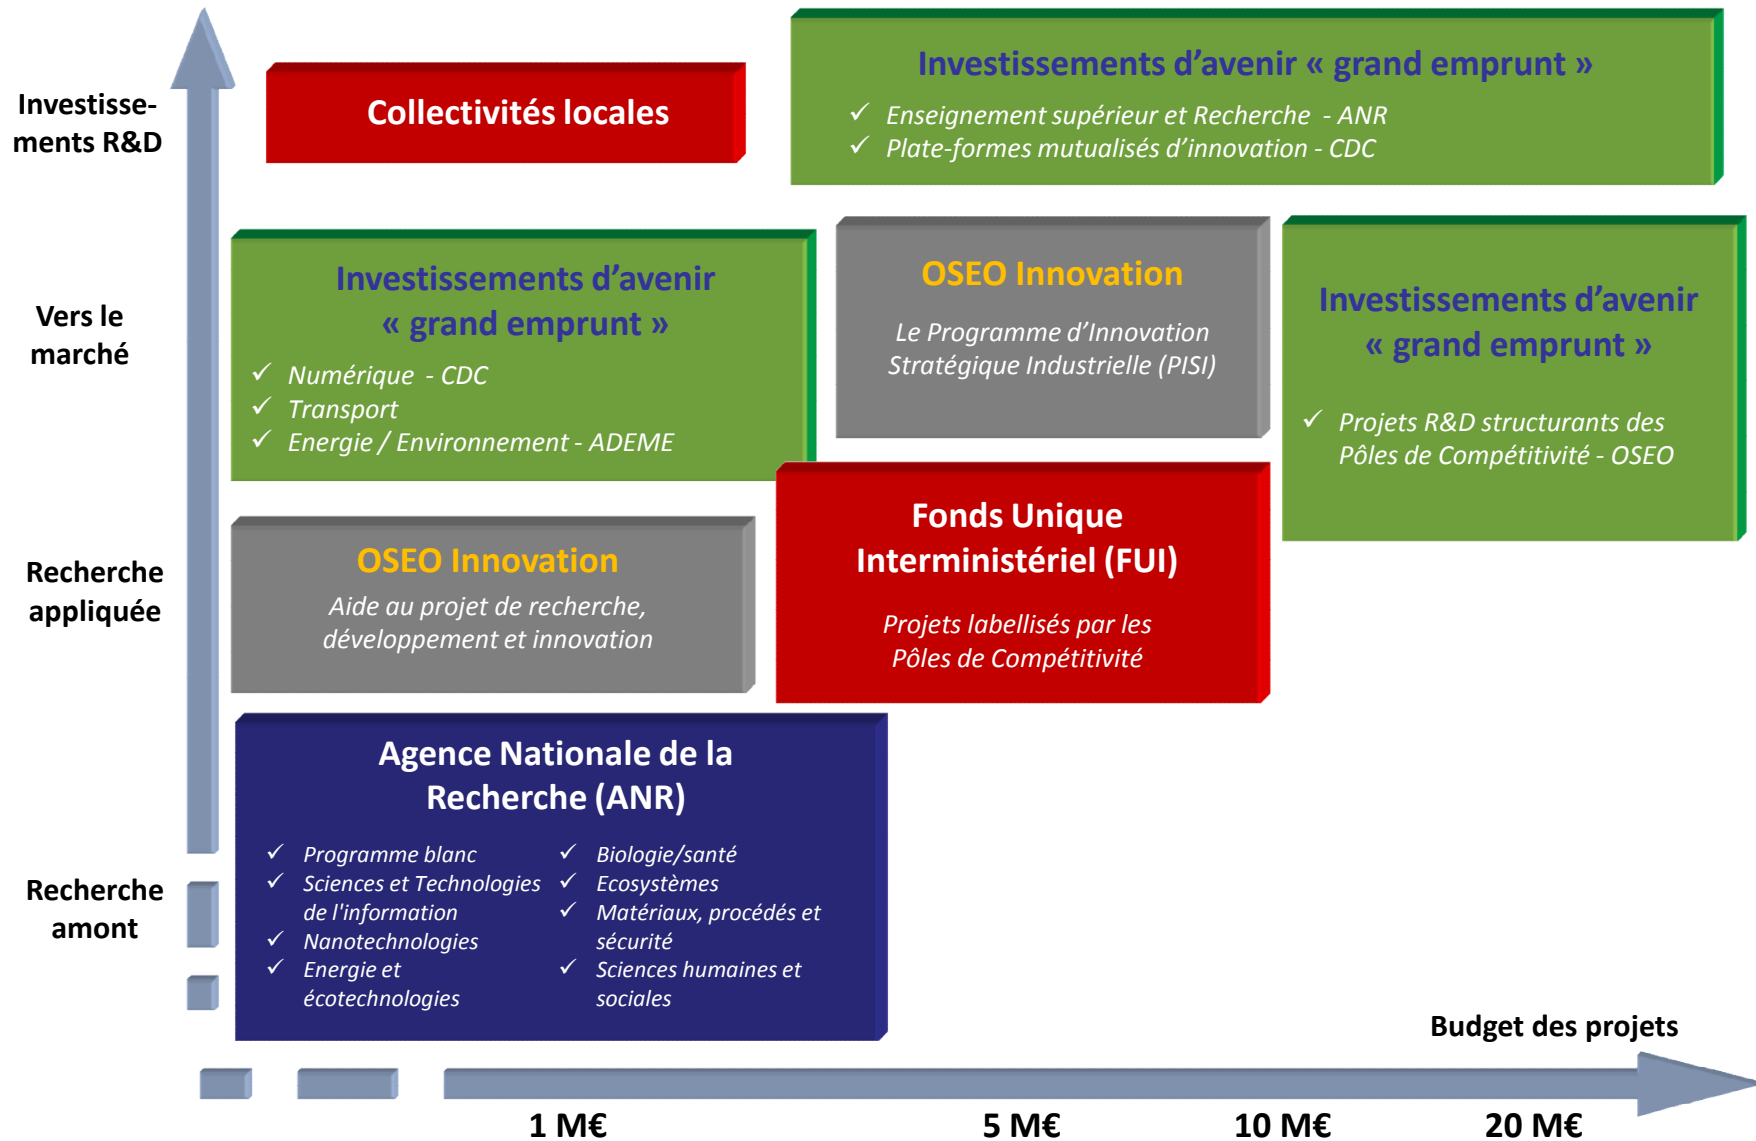 Investisse-
ments R&D
Collectivités locales
Investissements d'avenir « grand emprunt »
✓ Enseignement supérieur et Recherche - ANR
✓ Plate-formes mutualisés d'innovation - CDC
Vers le
marché
Investissements d'avenir
« grand emprunt »
✓ Numérique - CDC
✓ Transport
✓ Energie / Environnement - ADEME
OSEO Innovation
Le Programme d'Innovation
Stratégique Industrielle (PISI)
Investissements d'avenir
« grand emprunt »
✓ Projets R&D structurants des
Pôles de Compétitivité - OSEO
Recherche
appliquée
OSEO Innovation
Aide au projet de recherche,
développement et innovation
Fonds Unique
Interministériel (FUI)
Projets labellisés par les
Pôles de Compétitivité
Recherche
amont
Agence Nationale de la
Recherche (ANR)
✓ Programme blanc
✓ Sciences et Technologies
de l'information
✓ Nanotechnologies
✓ Energie et
écotechnologies
✓ Biologie/santé
✓ Ecosystèmes
✓ Matériaux, procédés et
sécurité
✓ Sciences humaines et
sociales
Budget des projets
1 M€
5 M€
10 M€
20 M€